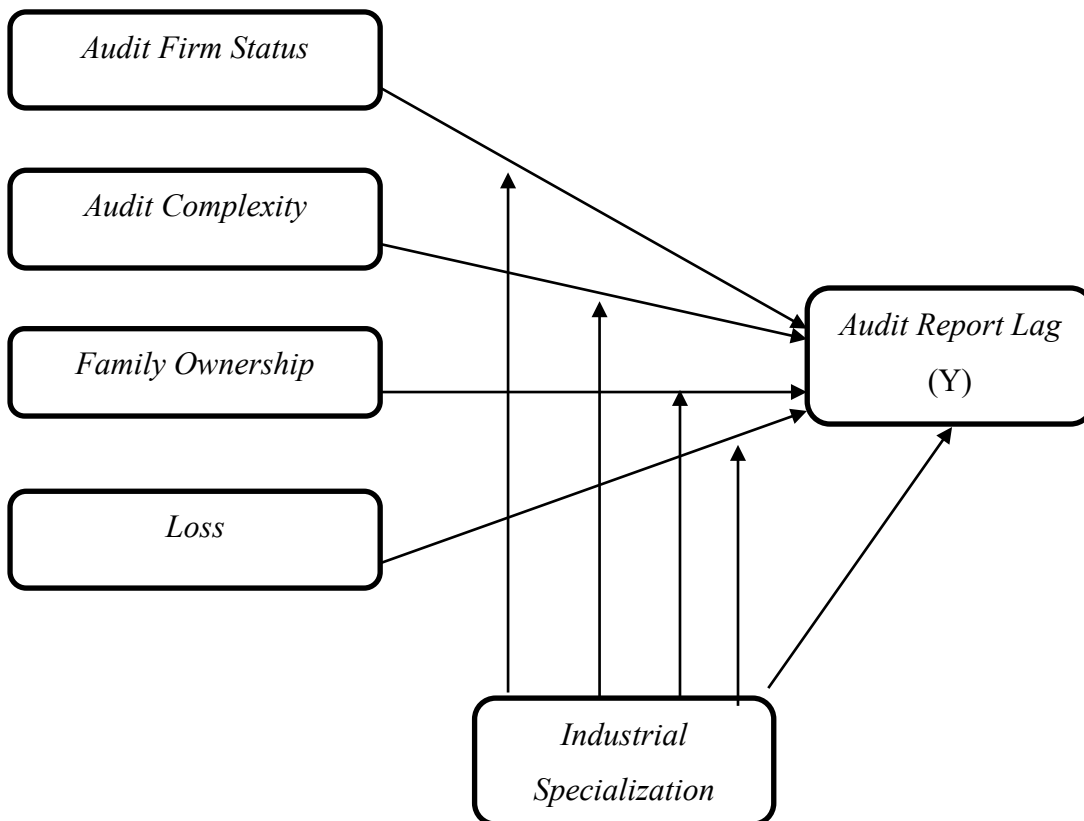 Audit Firm Status
Audit Complexity
Family Ownership
Loss
Audit Report Lag
(Y)
Industrial
Specialization